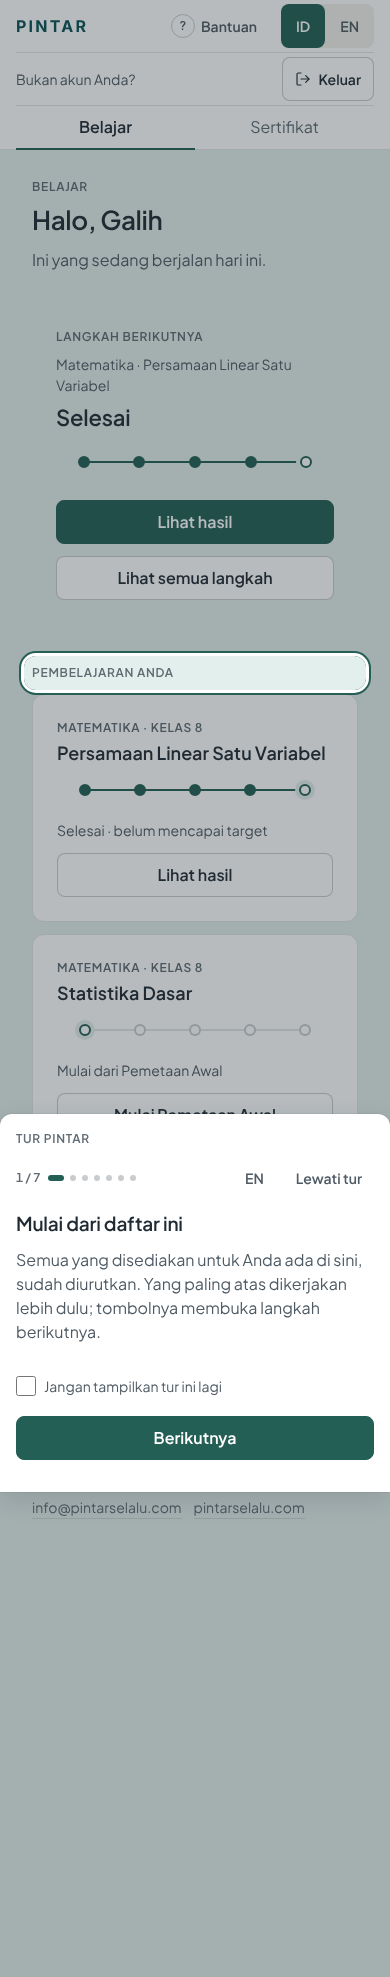 PINTAR
? Bantuan
ID
EN
Bukan akun Anda?
Keluar
Belajar
Sertifikat
BELAJAR
Halo, Galih
Ini yang sedang berjalan hari ini.
LANGKAH BERIKUTNYA
Matematika · Persamaan Linear Satu
Variabel
Selesai
Lihat hasil
Lihat semua langkah
PEMBELAJARAN ANDA
MATEMATIKA · KELAS 8
Persamaan Linear Satu Variabel
Selesai · belum mencapai target
Lihat hasil
MATEMATIKA · KELAS 8
Statistika Dasar
Mulai dari Pemetaan Awal
Mulai Pemetaan Awal
TUR PINTAR
1 / 7
EN
Lewati tur
Mulai dari daftar ini
Semua yang disediakan untuk Anda ada di sini,
sudah diurutkan. Yang paling atas dikerjakan
lebih dulu; tombolnya membuka langkah
berikutnya.
Jangan tampilkan tur ini lagi
Berikutnya
info@pintarselalu.com pintarselalu.com